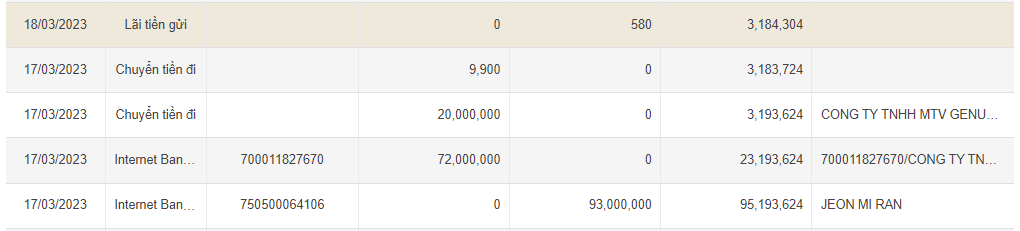 18/03/2023 Lãi tiền gửi 0 580 3,184,304
17/03/2023 Chuyển tiền đi 9,900 0 3,183,724
17/03/2023 Chuyển tiền đi 20,000,000 0 3,193,624 CONG TY TNHH MTV GENU...
17/03/2023 Internet Ban... 700011827670 72,000,000 0 23,193,624 700011827670/CONG TY TN...
17/03/2023 Internet Ban... 750500064106 0 93,000,000 95,193,624 JEON MI RAN